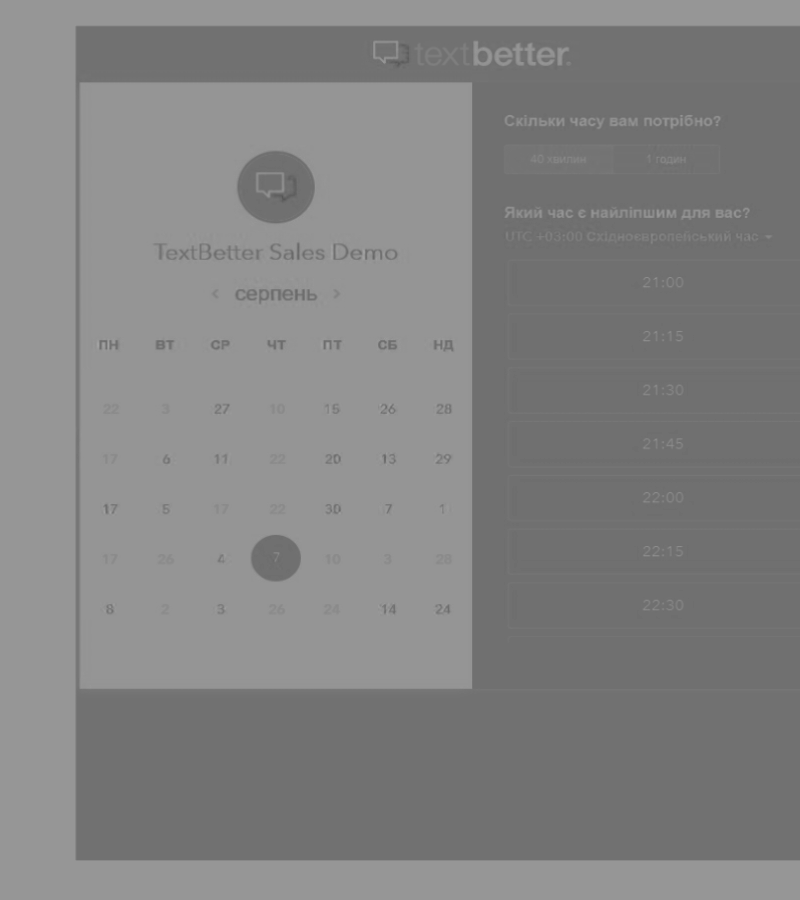 textbetter.
TextBetter Sales Demo
< серпень >
ПН ВТ СР ЧТ ПТ СБ НД
22 3 27 10 15 26 28
17 6 11 22 20 13 29
17 5 17 22 30 7 1
17 26 4 7 10 3 28
8 2 3 26 24 14 24
Скільки часу вам потрібно?
40 хвилин 1 годин
Який час є найліпшим для вас?
UTC +03:00 Східноєвропейський час
21:00
21:15
21:30
21:45
22:00
22:15
22:30